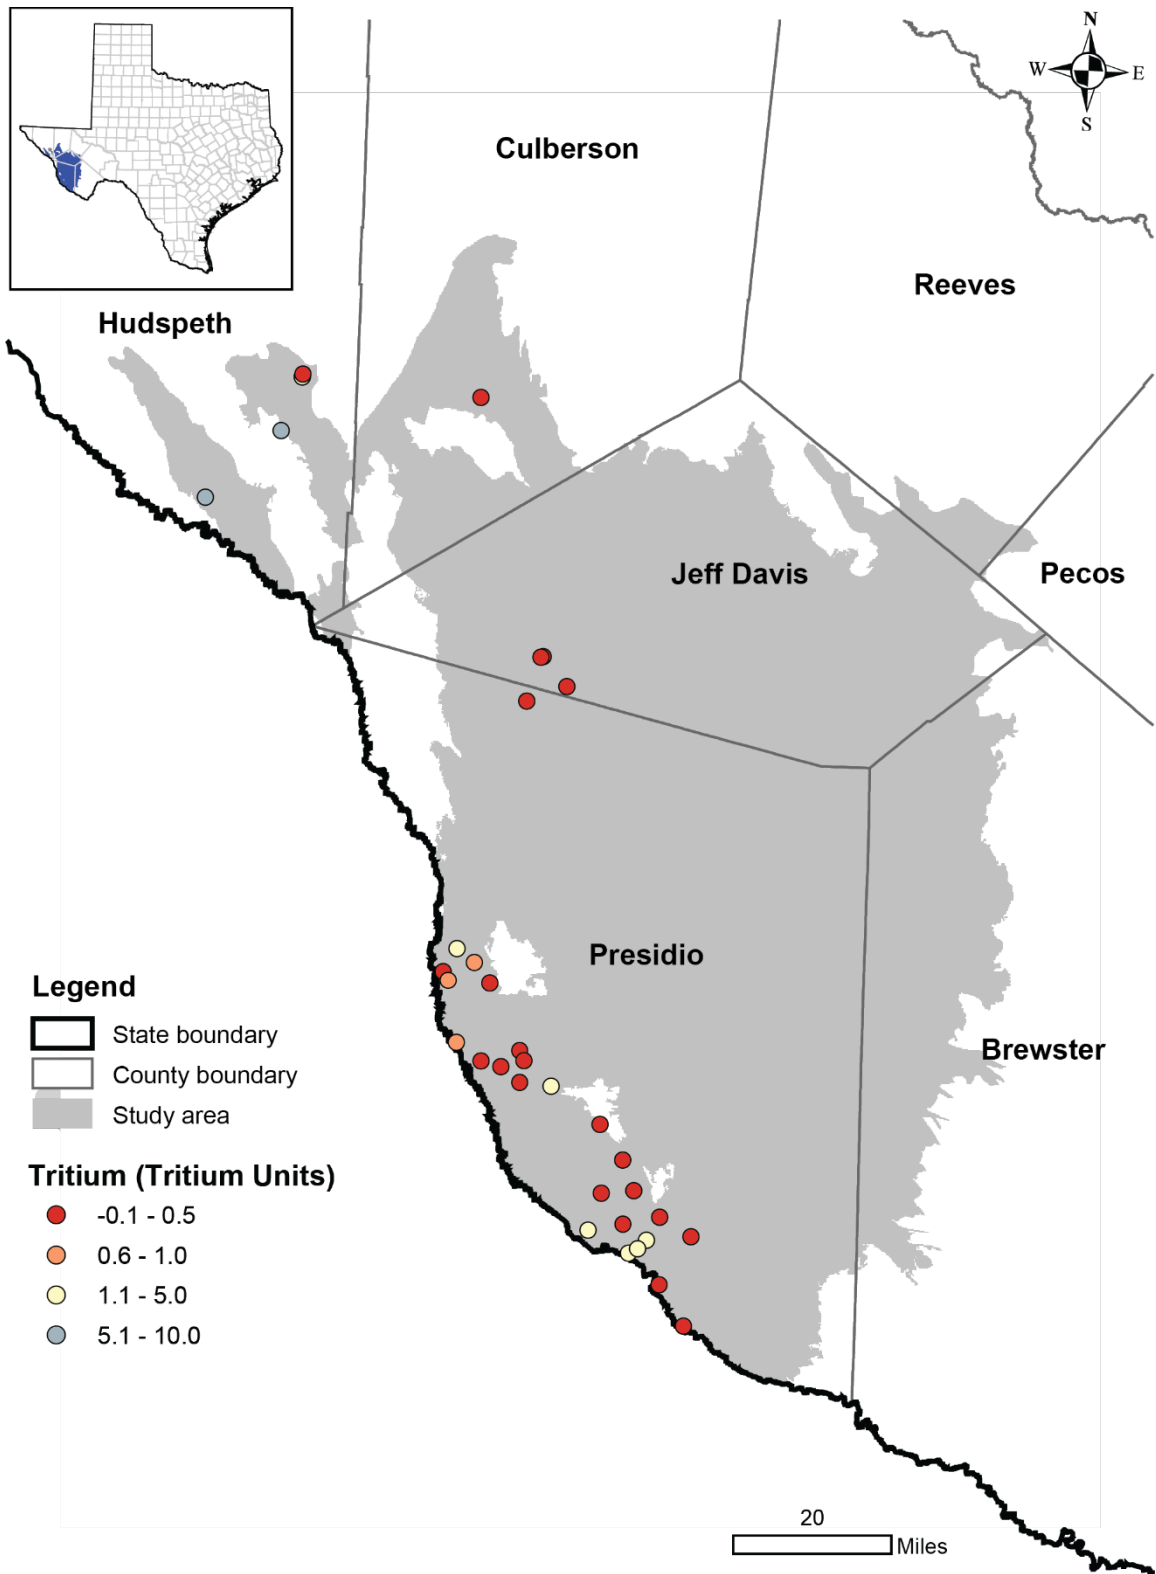 N
W E
S
Culberson
Reeves
Hudspeth
Jeff Davis
Pecos
Presidio
Brewster
Legend
State boundary
County boundary
Study area
Tritium (Tritium Units)
-0.1 - 0.5
0.6 - 1.0
1.1 - 5.0
5.1 - 10.0
20
Miles